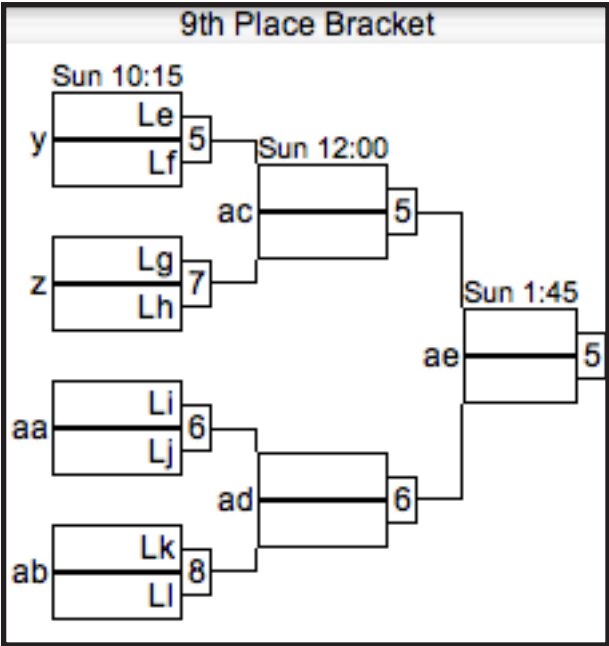 9th Place Bracket
Sun 10:15
Le
y 5
Lf
Sun 12:00
ac 5
Lg
z 7
Lh
Sun 1:45
ae 5
Li
aa 6
Lj
ad 6
Lk
ab 8
Ll